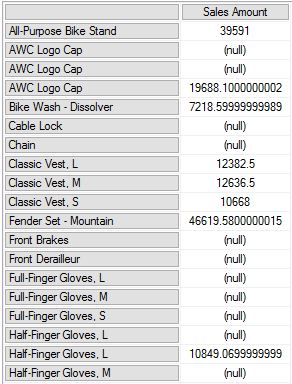 Sales Amount
All-Purpose Bike Stand 39591
AWC Logo Cap (null)
AWC Logo Cap (null)
AWC Logo Cap 19688.1000000002
Bike Wash - Dissolver 7218.59999999989
Cable Lock (null)
Chain (null)
Classic Vest, L 12382.5
Classic Vest, M 12636.5
Classic Vest, S 10668
Fender Set - Mountain 46619.5800000015
Front Brakes (null)
Front Derailleur (null)
Full-Finger Gloves, L (null)
Full-Finger Gloves, M (null)
Full-Finger Gloves, S (null)
Half-Finger Gloves, L (null)
Half-Finger Gloves, L 10849.0699999999
Half-Finger Gloves, M (null)